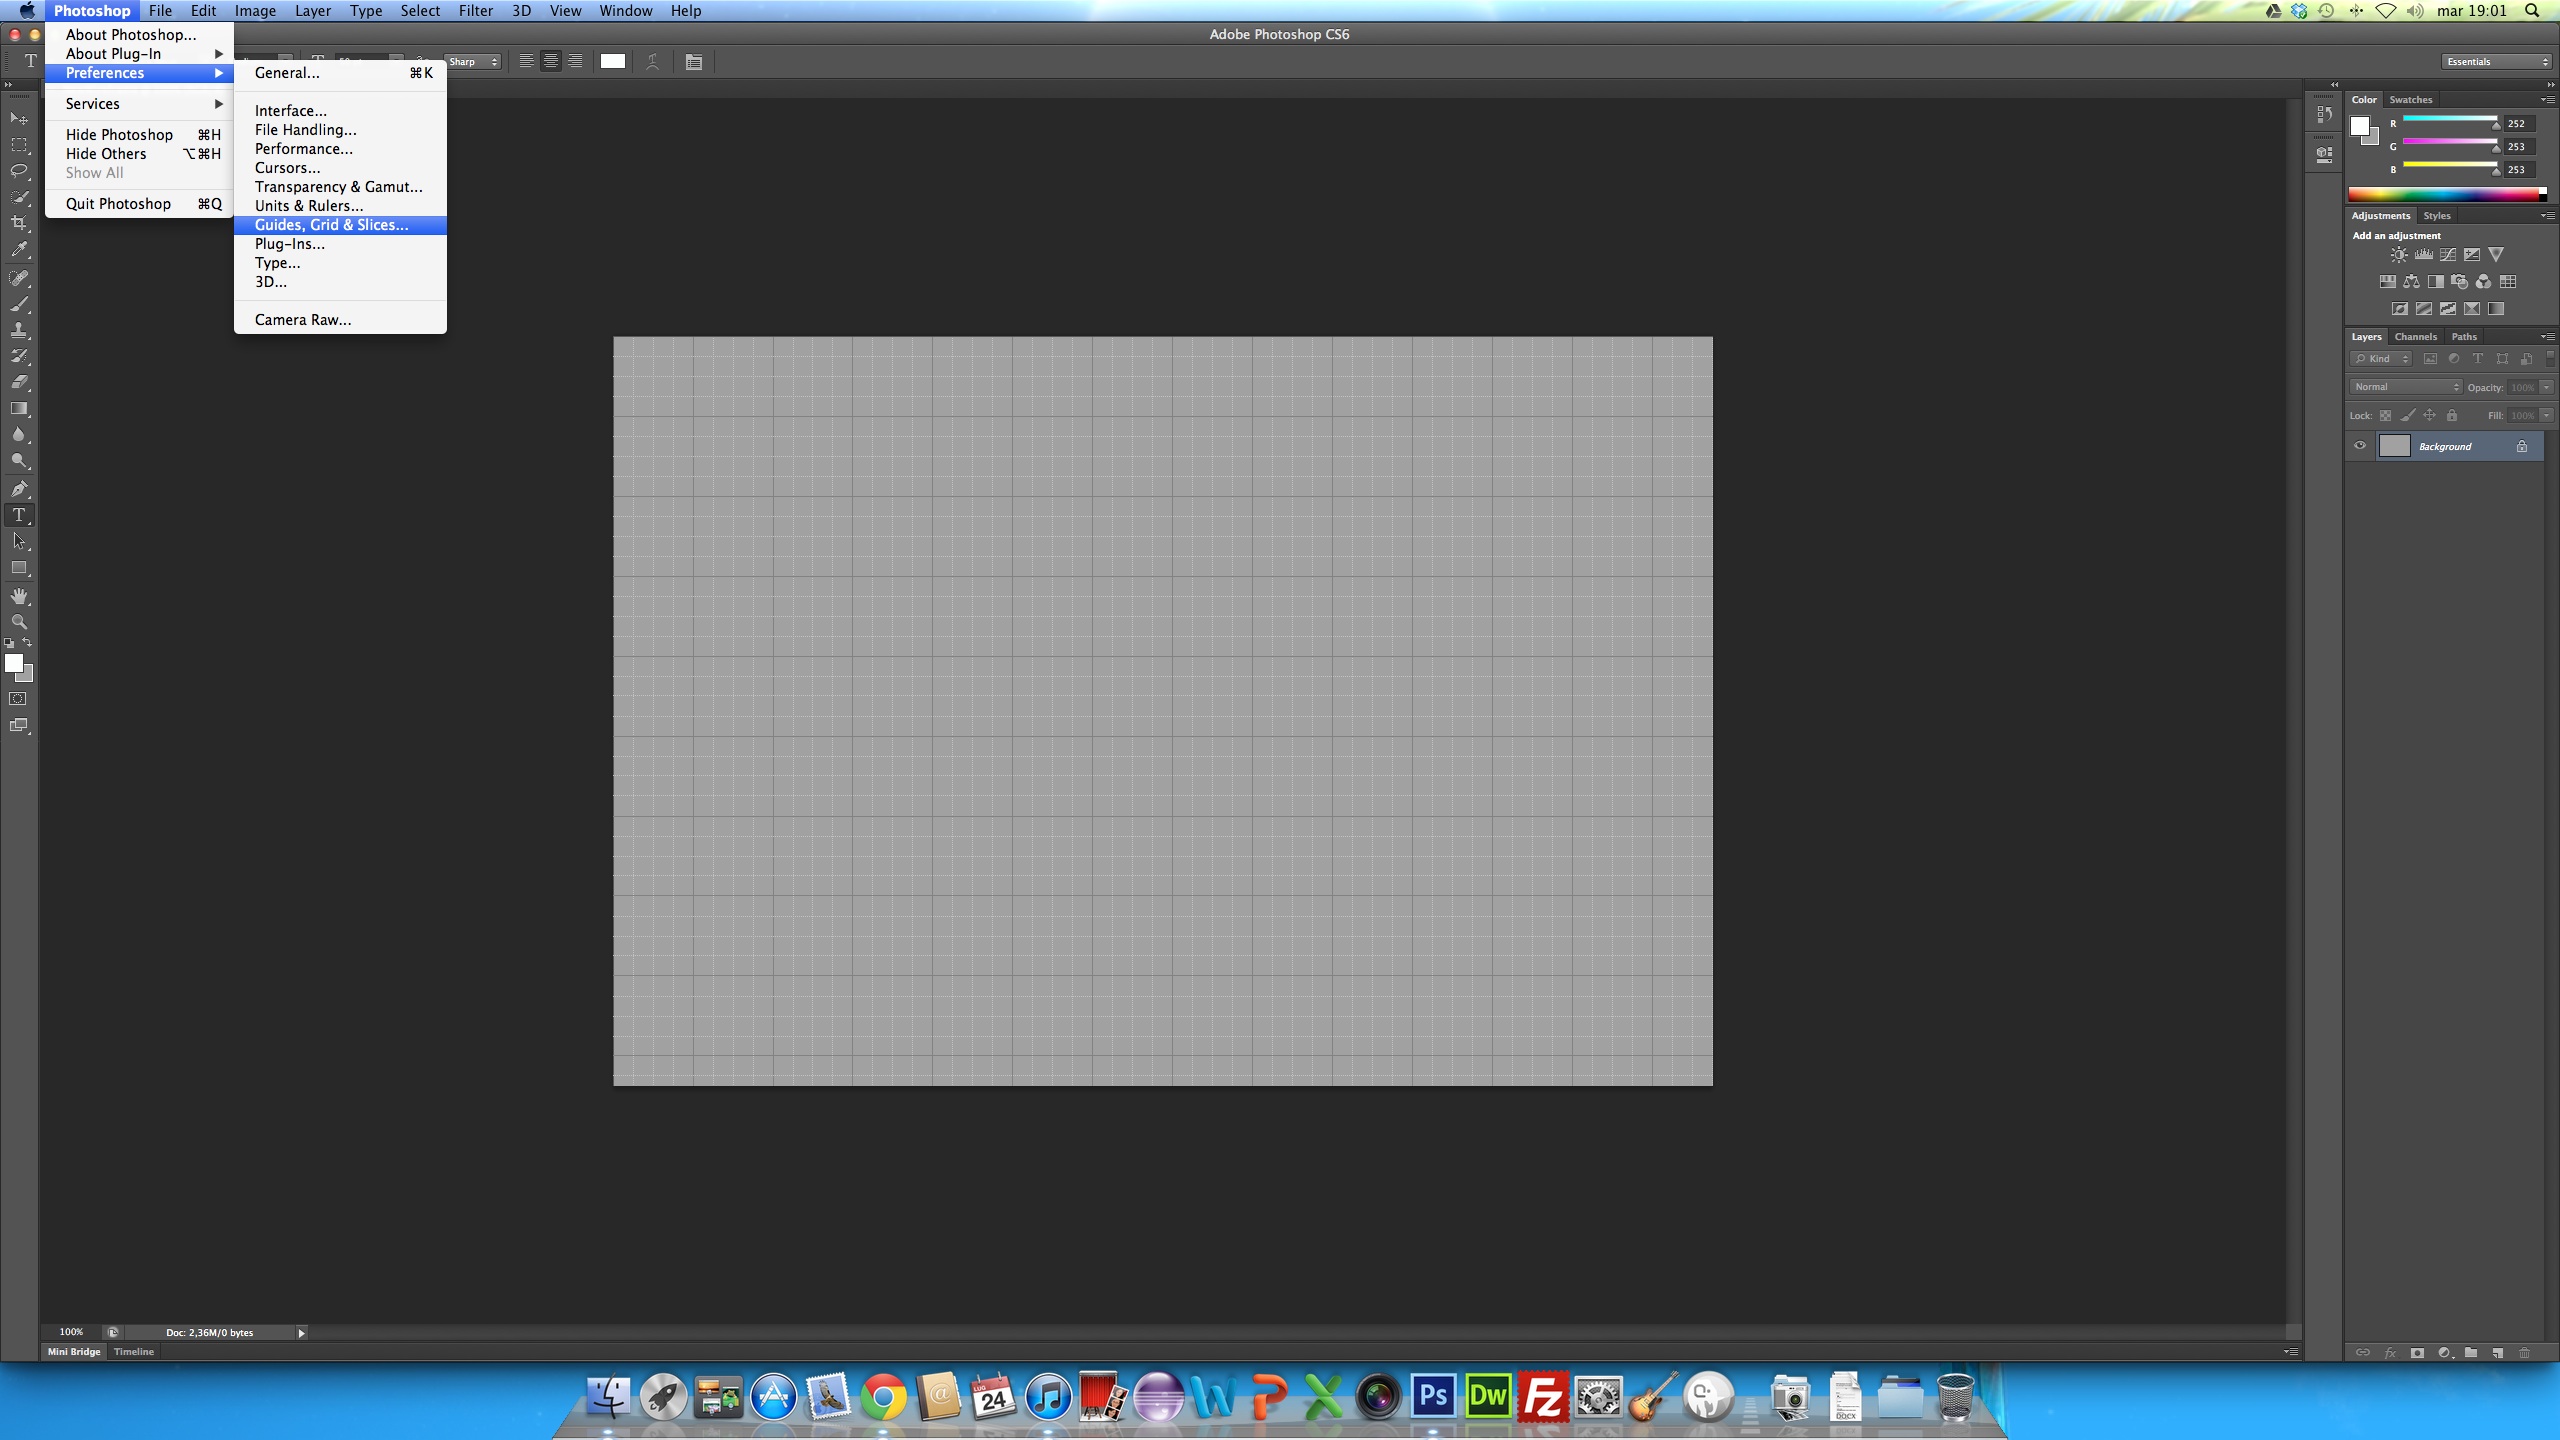 Photoshop File Edit Image Layer Type Select Filter 3D View Window Help mar 19:01
Adobe Photoshop CS6
About Photoshop...
About Plug-In
Preferences
Services
Hide Photoshop ⌘H
Hide Others ⌥⌘H
Show All
Quit Photoshop ⌘Q
General... ⌘K
Interface...
File Handling...
Performance...
Cursors...
Transparency & Gamut...
Units & Rulers...
Guides, Grid & Slices...
Plug-Ins...
Type...
3D...
Camera Raw...
T Sharp Essentials
Color Swatches
R 252
G 253
B 253
Adjustments Styles
Add an adjustment
Layers Channels Paths
Kind
Normal Opacity: 100%
Lock: Fill: 100%
Background
T
100% Doc: 2,36M/0 bytes
Mini Bridge Timeline
fx
LUG
24
W P X Ps Dw Fz
DOCX